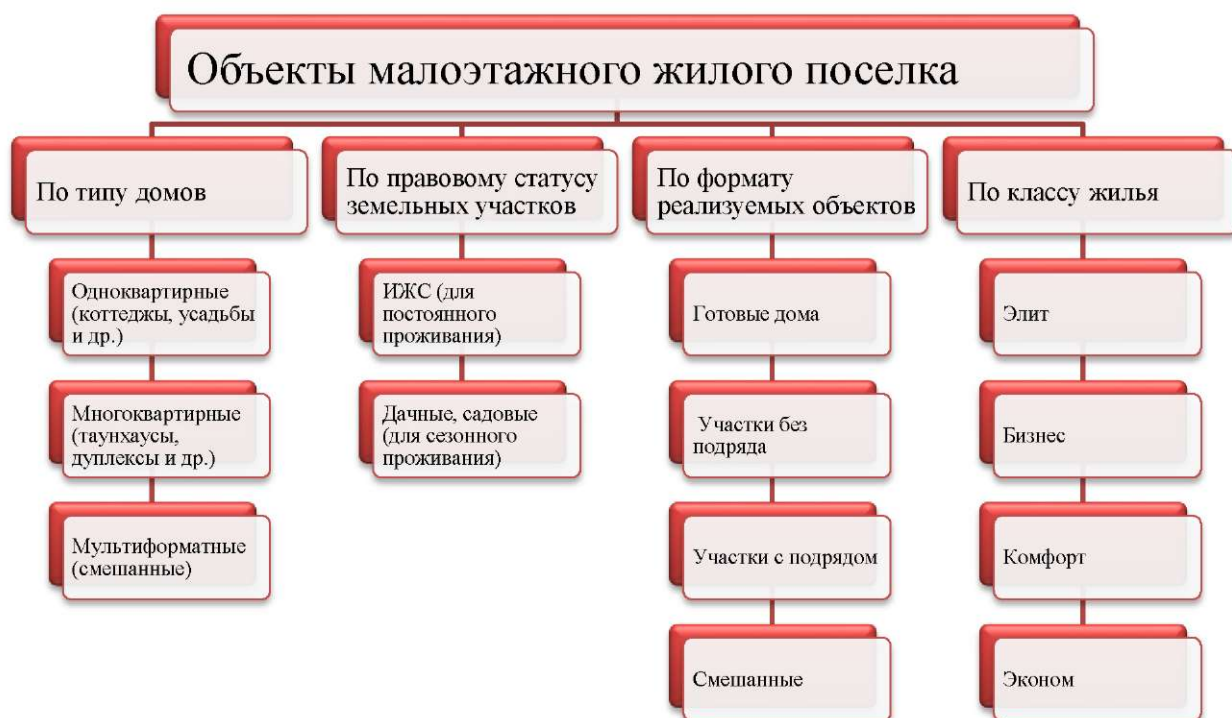 Объекты малоэтажного жилого поселка
По типу домов
Одноквартирные
(коттеджы, усадьбы
и др.)
Многоквартирные
(таунхаусы,
дуплексы и др.)
Мультиформатные
(смешанные)
По правовому статусу
земельных участков
ИЖС (для
постоянного
проживания)
Дачные, садовые
(для сезонного
проживания)
По формату
реализуемых объектов
Готовые дома
Участки без
подряда
Участки с подрядом
Смешанные
По классу жилья
Элит
Бизнес
Комфорт
Эконом